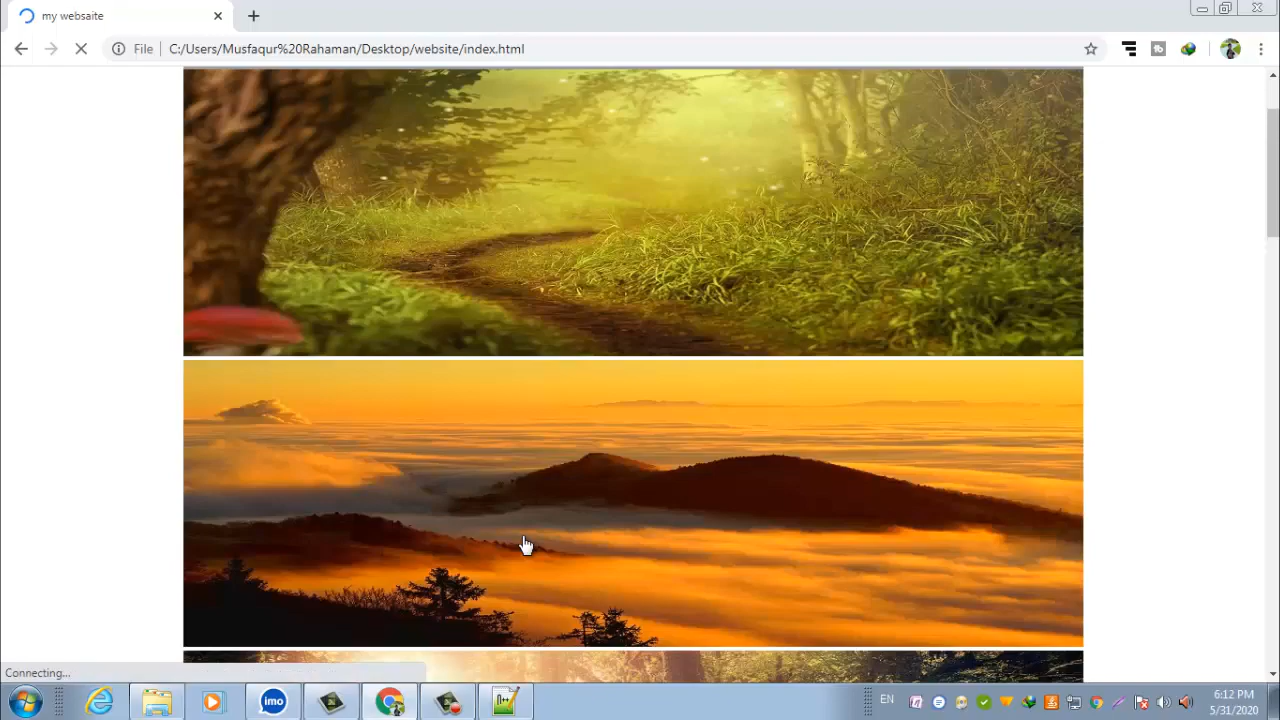 my websaite
File
C:/Users/Musfaqur%20Rahaman/Desktop/website/index.html
Connecting...
imo
EN
6:12 PM
5/31/2020